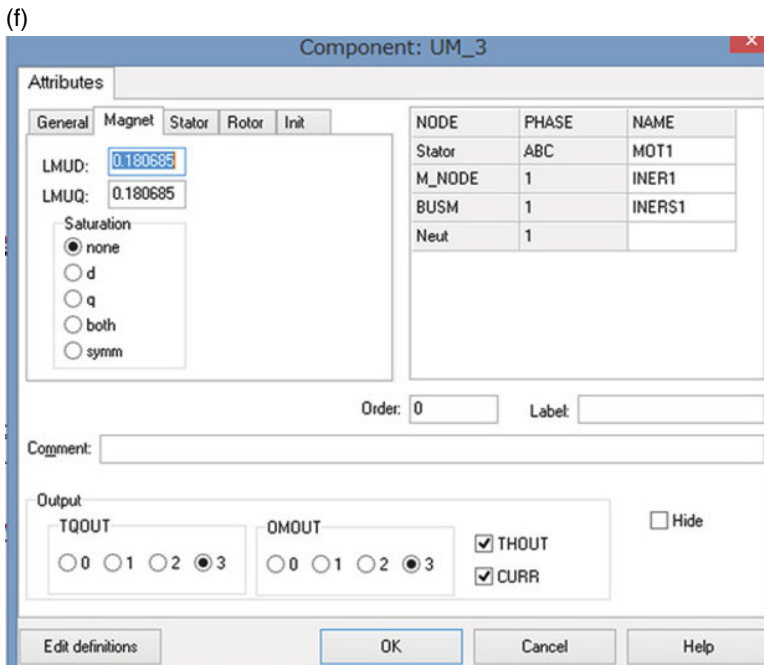 (f)
Component: UM_3
Attributes
General Magnet Stator Rotor Init
LMUD: 0.180685
LMUQ: 0.180685
Saturation
none
d
q
both
symm
NODE PHASE NAME
Stator ABC MOT1
M_NODE 1 INER1
BUSM 1 INERS1
Neut 1
Order: 0 Label:
Comment:
Output
TQOUT
0 1 2 3
OMOUT
0 1 2 3
THOUT
CURR
Hide
Edit definitions OK Cancel Help